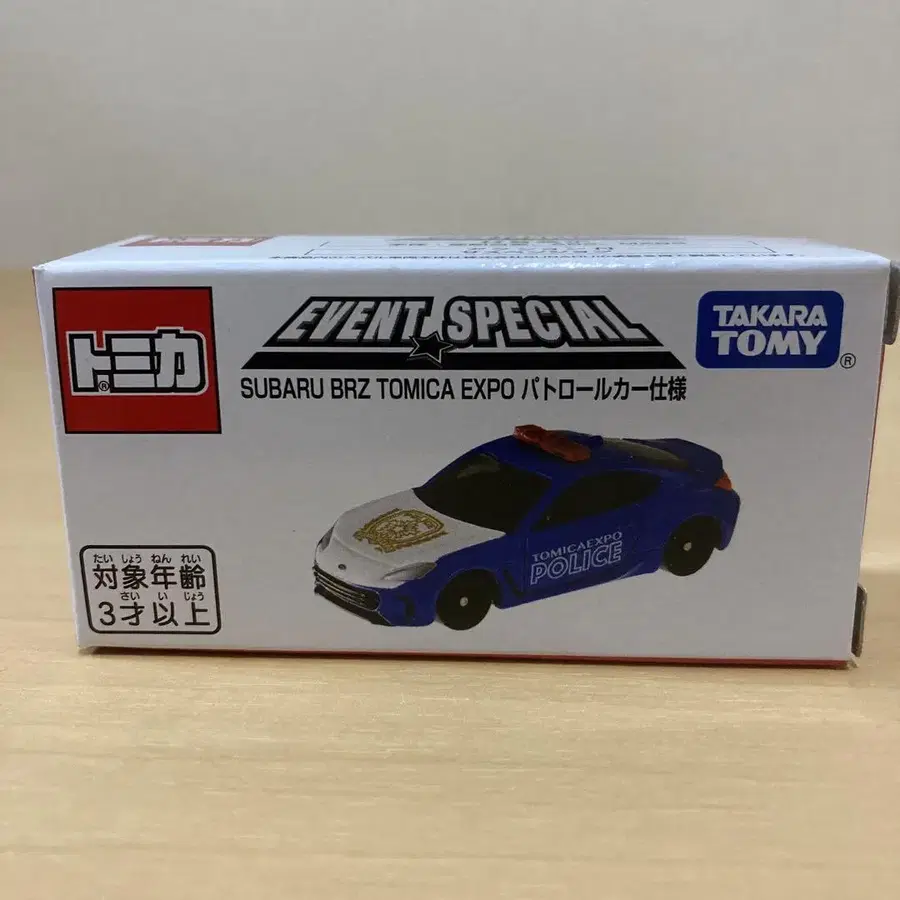 トミカ
®
EVENT SPECIAL
SUBARU BRZ TOMICA EXPO パトロールカー仕様
TAKARA
TOMY
®
TOMICAEXPO
POLICE
たいしょうねんれい
対象年齢
さいいじょう
3才以上